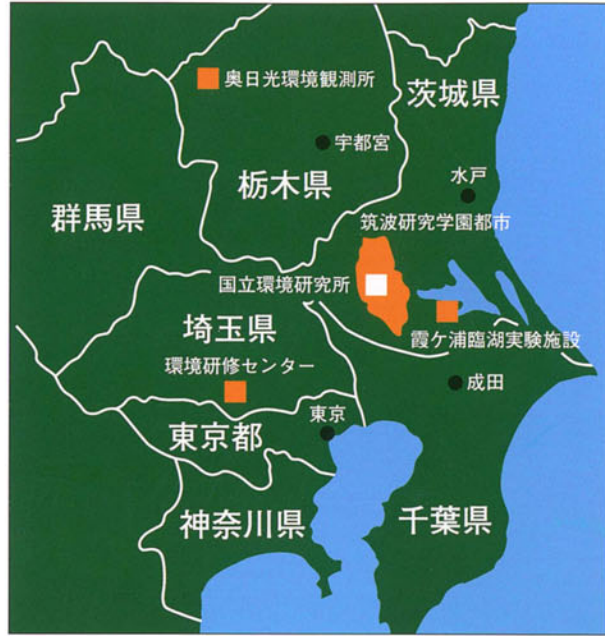 奥日光環境観測所
茨城県
宇都宮
栃木県
水戸
群馬県
筑波研究学園都市
国立環境研究所
埼玉県
霞ケ浦臨湖実験施設
環境研修センター
成田
東京
東京都
神奈川県
千葉県